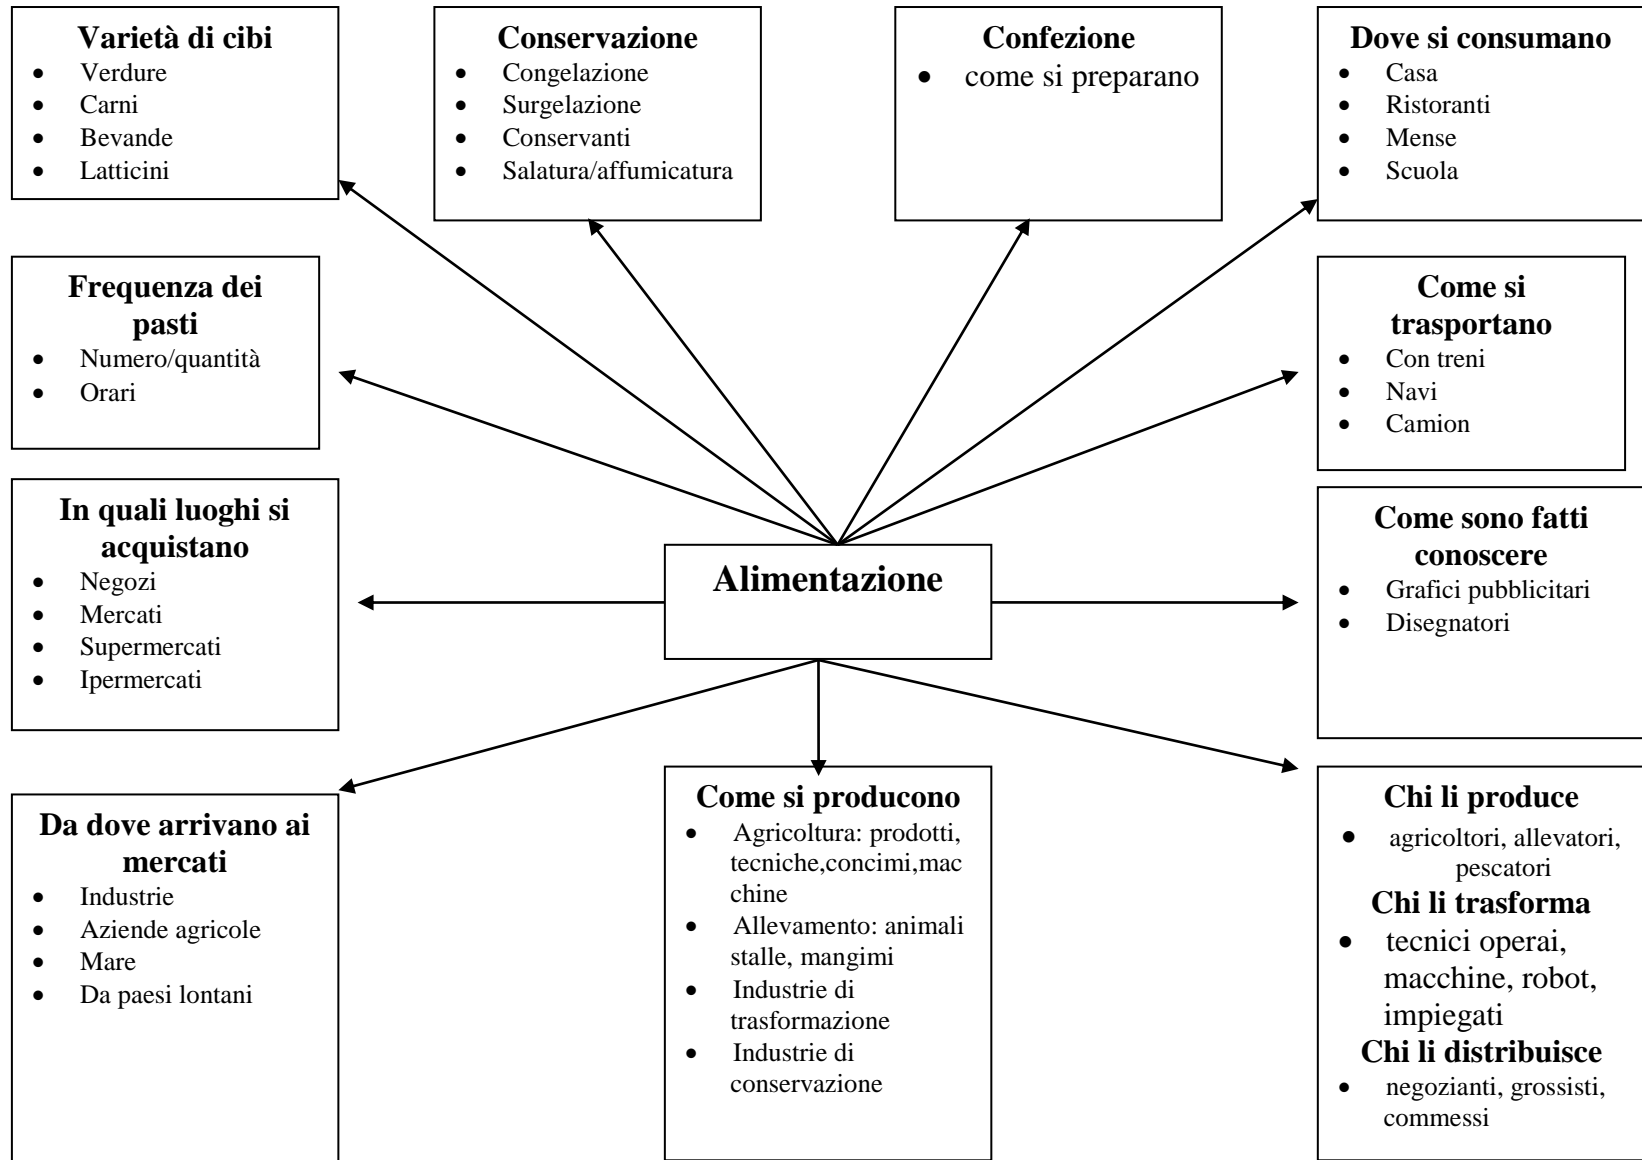 Varietà di cibi
• Verdure
• Carni
• Bevande
• Latticini
Conservazione
• Congelazione
• Surgelazione
• Conservanti
• Salatura/affumicatura
Confezione
• come si preparano
Dove si consumano
• Casa
• Ristoranti
• Mense
• Scuola
Frequenza dei
pasti
• Numero/quantità
• Orari
Come si
trasportano
• Con treni
• Navi
• Camion
In quali luoghi si
acquistano
• Negozi
• Mercati
• Supermercati
• Ipermercati
Alimentazione
Come sono fatti
conoscere
• Grafici pubblicitari
• Disegnatori
Da dove arrivano ai
mercati
• Industrie
• Aziende agricole
• Mare
• Da paesi lontani
Come si producono
• Agricoltura: prodotti,
tecniche,concimi,mac
chine
• Allevamento: animali
stalle, mangimi
• Industrie di
trasformazione
• Industrie di
conservazione
Chi li produce
• agricoltori, allevatori,
pescatori
Chi li trasforma
• tecnici operai,
macchine, robot,
impiegati
Chi li distribuisce
• negozianti, grossisti,
commessi